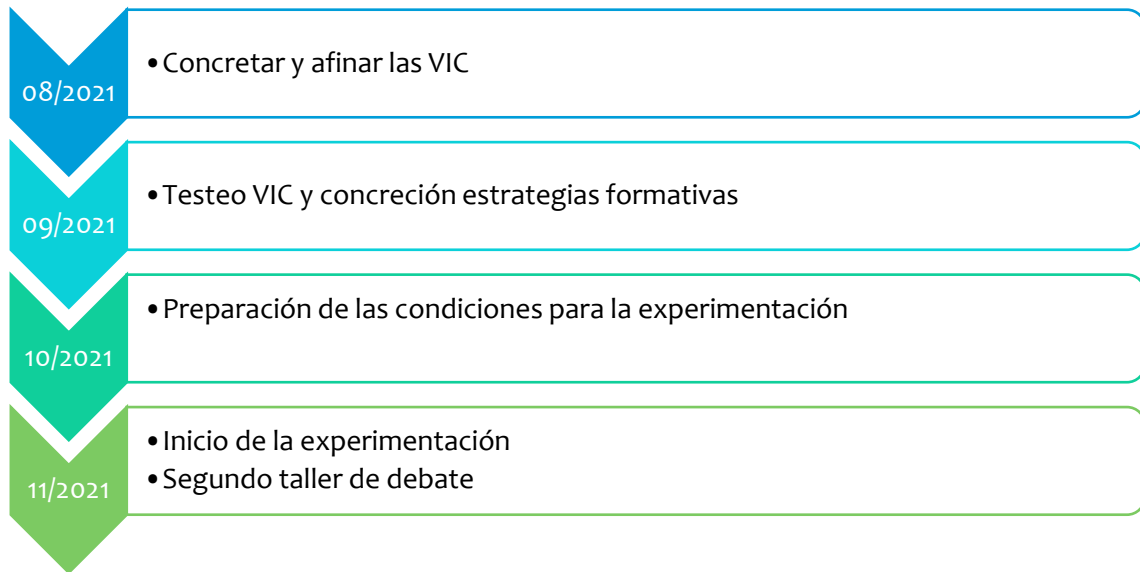 08/2021
• Concretar y afinar las VIC
09/2021
• Testeo VIC y concreción estrategias formativas
10/2021
• Preparación de las condiciones para la experimentación
11/2021
• Inicio de la experimentación
• Segundo taller de debate